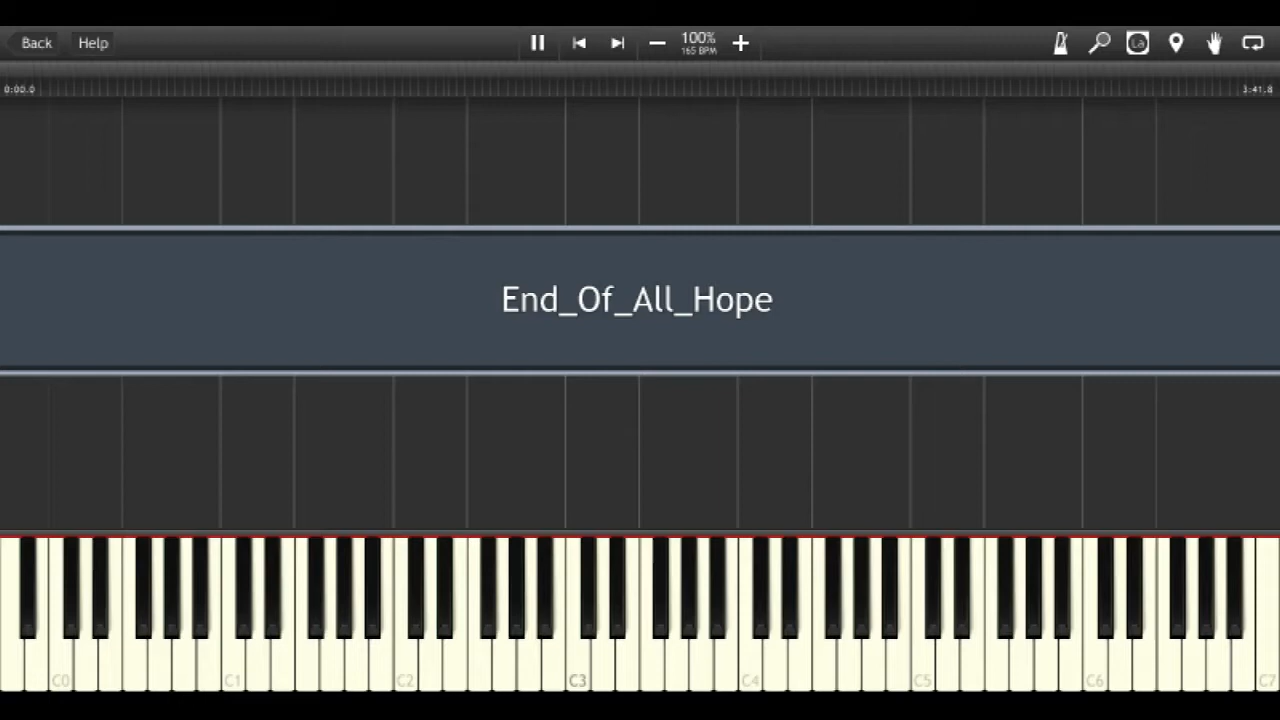 Back Help 100%
165 BPM
La
0:00.0 3:41.8
End_Of_All_Hope
C0 C1 C2 C3 C4 C5 C6 C7